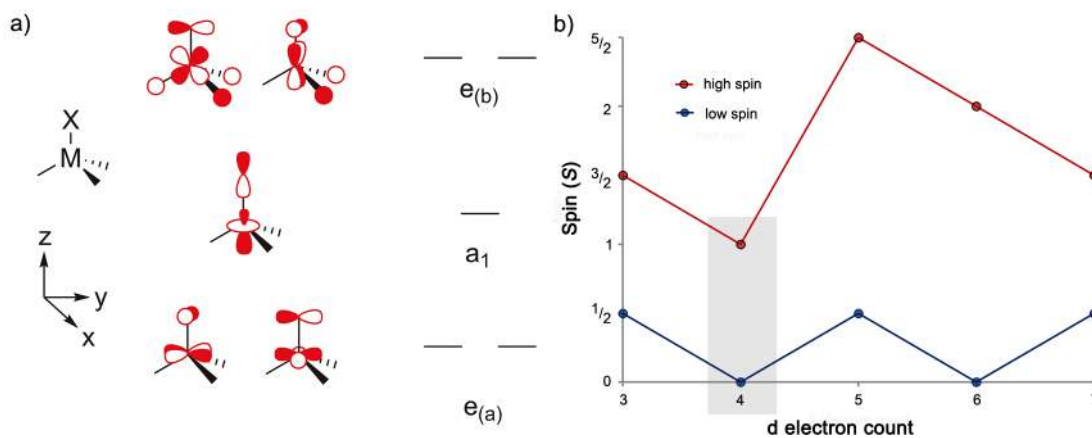 a)
X
M
z
y
x
e(b)
a1
e(a)
b)
Spin (S)
5/2
2
3/2
1
1/2
0
high spin
low spin
3
4
5
6
d electron count